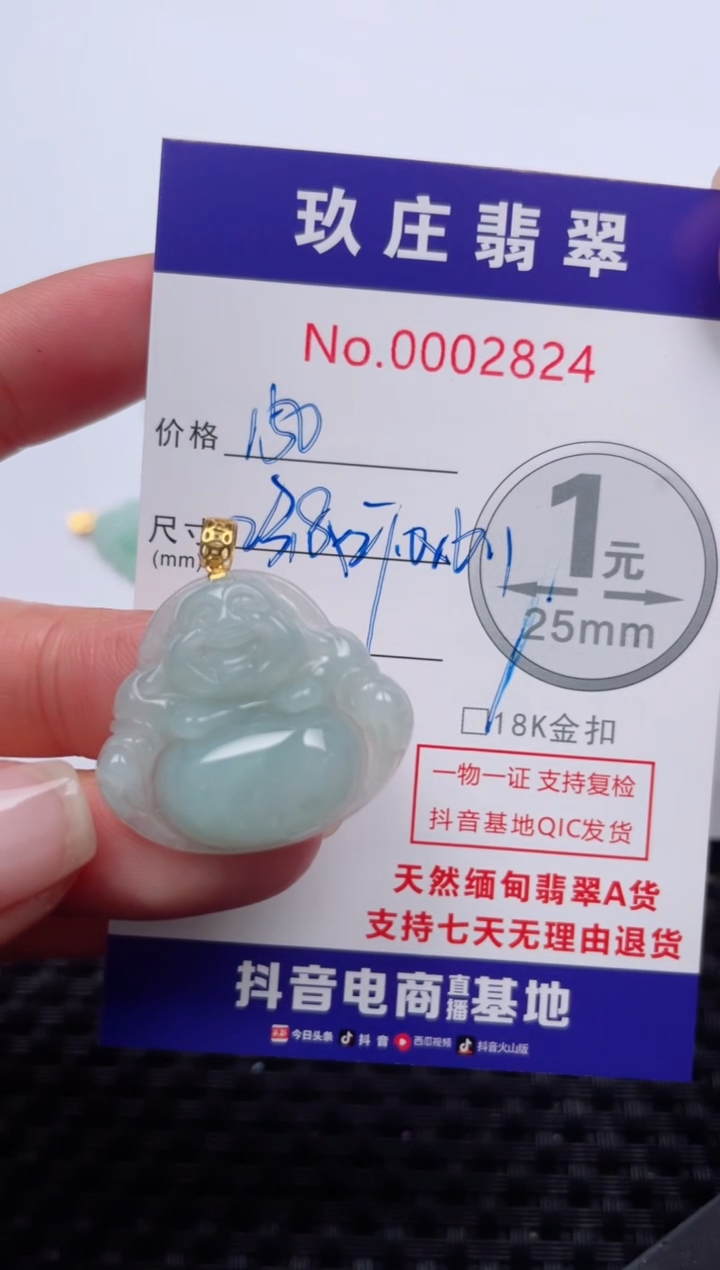 玖庄翡翠
No.0002824
价格 150
尺寸
(mm)
1元
25mm
□18K金扣
一物一证 支持复检
抖音基地QIC发货
天然缅甸翡翠A货
支持七天无理由退货
抖音电商直播基地
今日头条 抖音 西瓜视频 抖音火山版